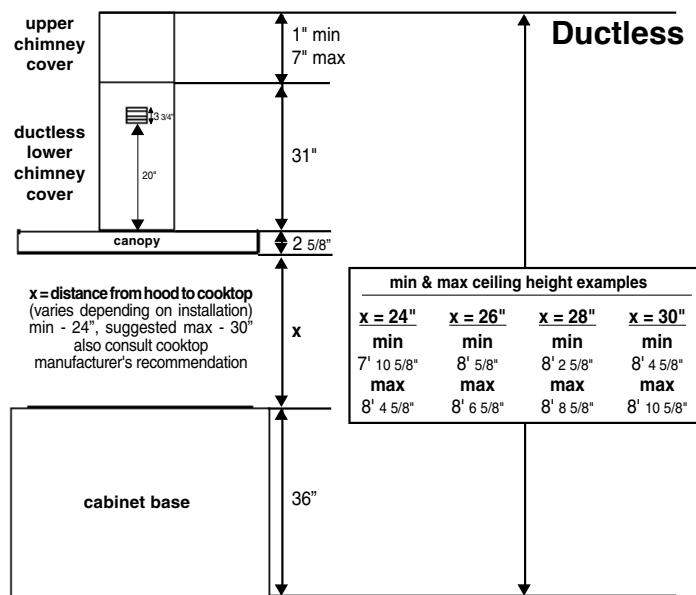 Ductless
upper
chimney
cover
1" min
7" max
3 3/4"
ductless
lower
chimney
cover
31"
20"
canopy
2 5/8"
x = distance from hood to cooktop
(varies depending on installation)
min - 24”, suggested max - 30”
also consult cooktop
manufacturer's recommendation
x
min & max ceiling height examples
x = 24" x = 26" x = 28" x = 30"
min min min min
7' 10 5/8" 8' 5/8" 8' 2 5/8" 8' 4 5/8"
max max max max
8' 4 5/8" 8' 6 5/8" 8' 8 5/8" 8' 10 5/8"
cabinet base
36”